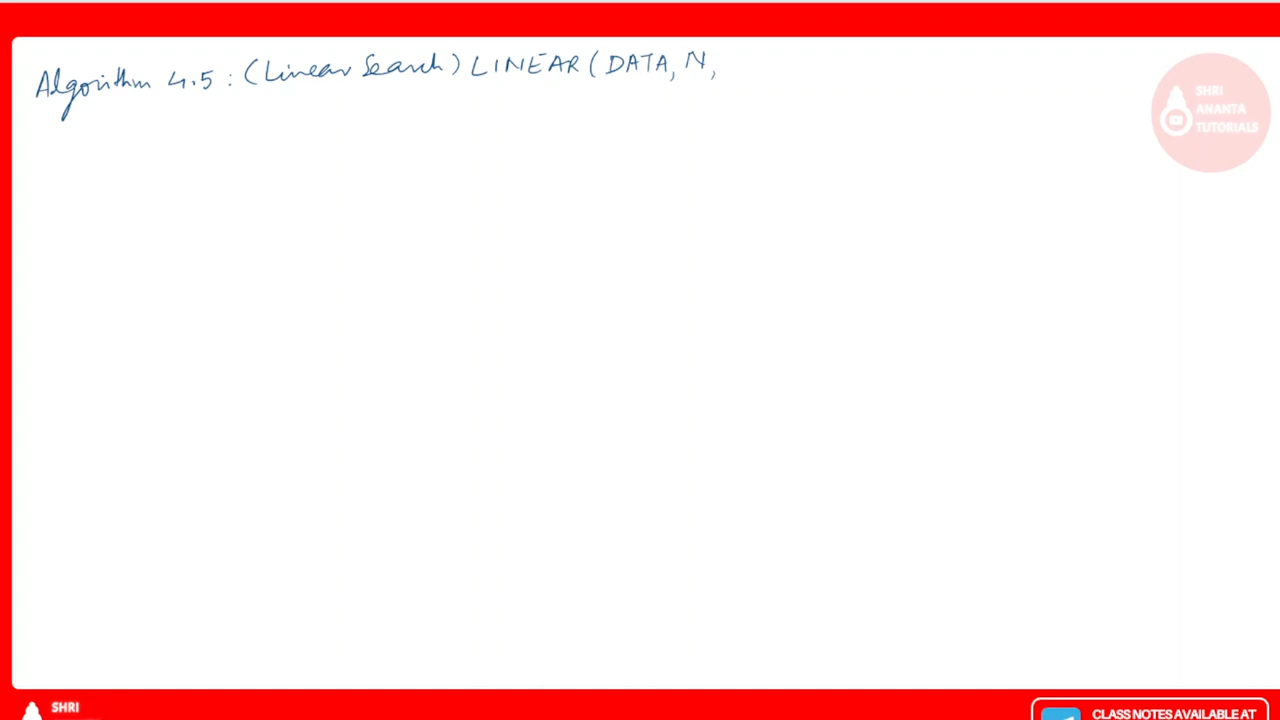 Algorithm 4.5 : (Linear Search) LINEAR (DATA, N,
SHRI
ANANTA
TUTORIALS
SHRI
CLASS NOTES AVAILABLE AT